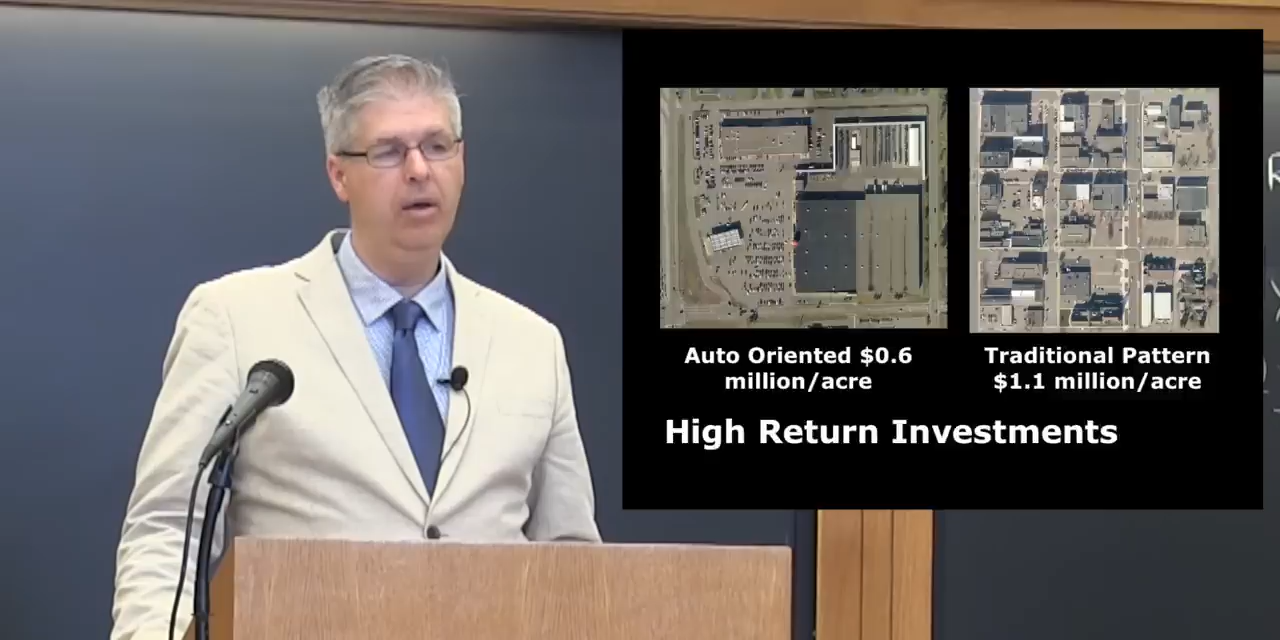 Auto Oriented $0.6
million/acre
Traditional Pattern
$1.1 million/acre
High Return Investments